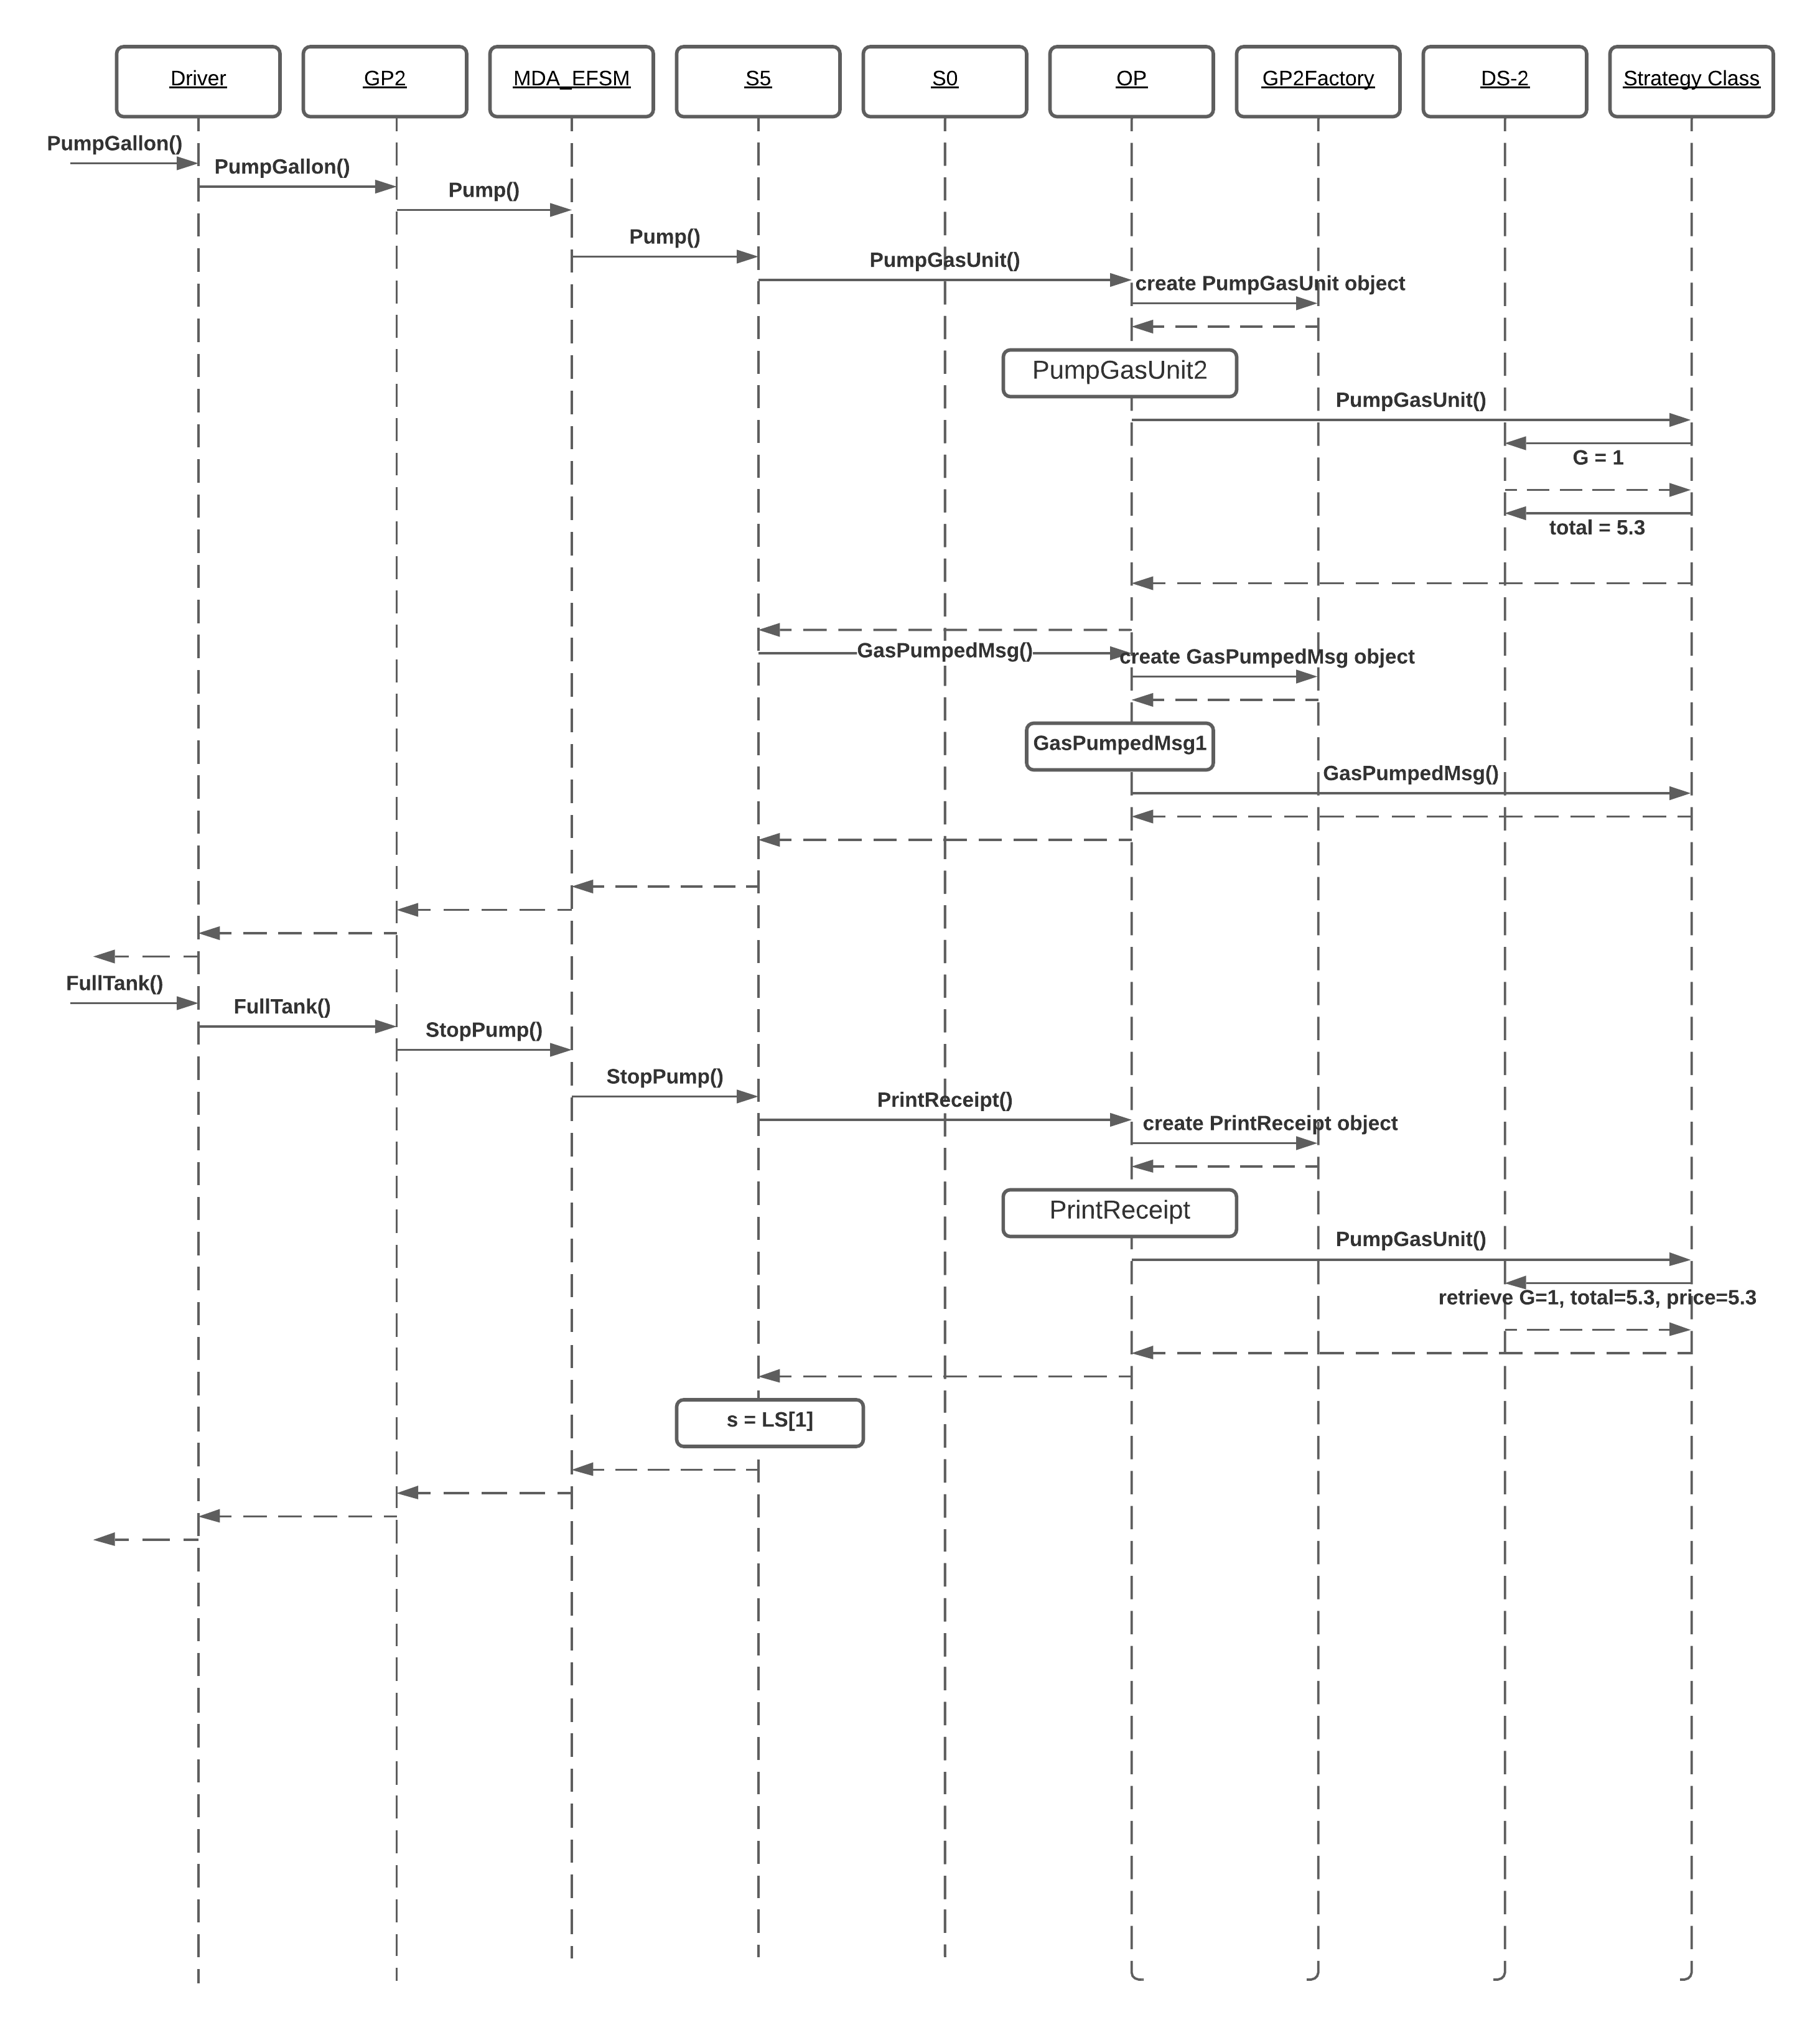 Driver
GP2
MDA_EFSM
S5
S0
OP
GP2Factory
DS-2
Strategy Class
PumpGallon()
PumpGallon()
Pump()
Pump()
PumpGasUnit()
create PumpGasUnit object
PumpGasUnit2
PumpGasUnit()
G = 1
total = 5.3
GasPumpedMsg()
create GasPumpedMsg object
GasPumpedMsg1
GasPumpedMsg()
FullTank()
FullTank()
StopPump()
StopPump()
PrintReceipt()
create PrintReceipt object
PrintReceipt
PumpGasUnit()
retrieve G=1, total=5.3, price=5.3
s = LS[1]